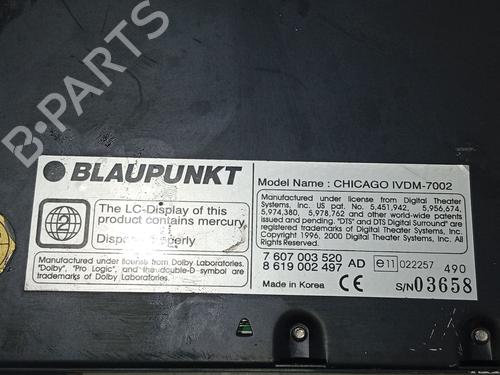 B-PARTS
BLAUPUNKT
Model Name : CHICAGO IVDM-7002
2
The LC-Display of this
product contains mercury.
Dispose properly
Manufactured under license from Digital Theater
Systems, Inc. US pat. No. 5,451,942, 5,956,674,
5,974,380, 5,978,762 and other world-wide patents
issued and pending. "DTS" and DTS Digital Surround" are
registered trademarks of Digital Theater Systems, Inc.
Copyright 1996, 2000 Digital Theater Systems, Inc. All
Rights Reserved.
Manufactured under license from Dolby Laboratories.
"Dolby", "Pro Logic", and the double-D symbol are
trademarks of Dolby Laboratories.
7 607 003 520
8 619 002 497 AD e11 022257 490
Made in Korea CE S/N 03658